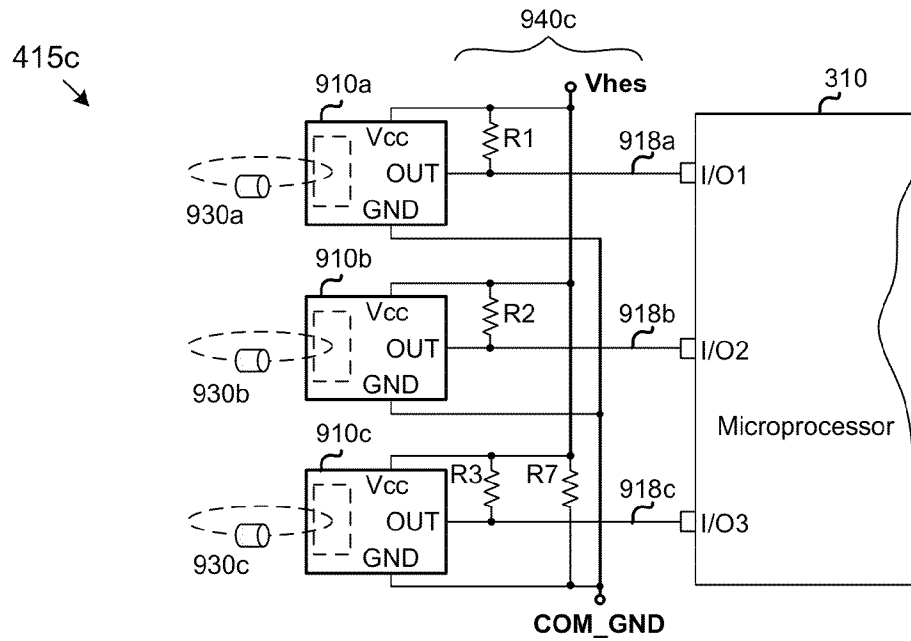 415c
940c
Vhes
310
910a
Vcc
R1
918a
OUT
I/O1
GND
930a
910b
Vcc
R2
918b
OUT
I/O2
GND
930b
Microprocessor
910c
Vcc
R3
R7
918c
OUT
I/O3
GND
930c
COM_GND